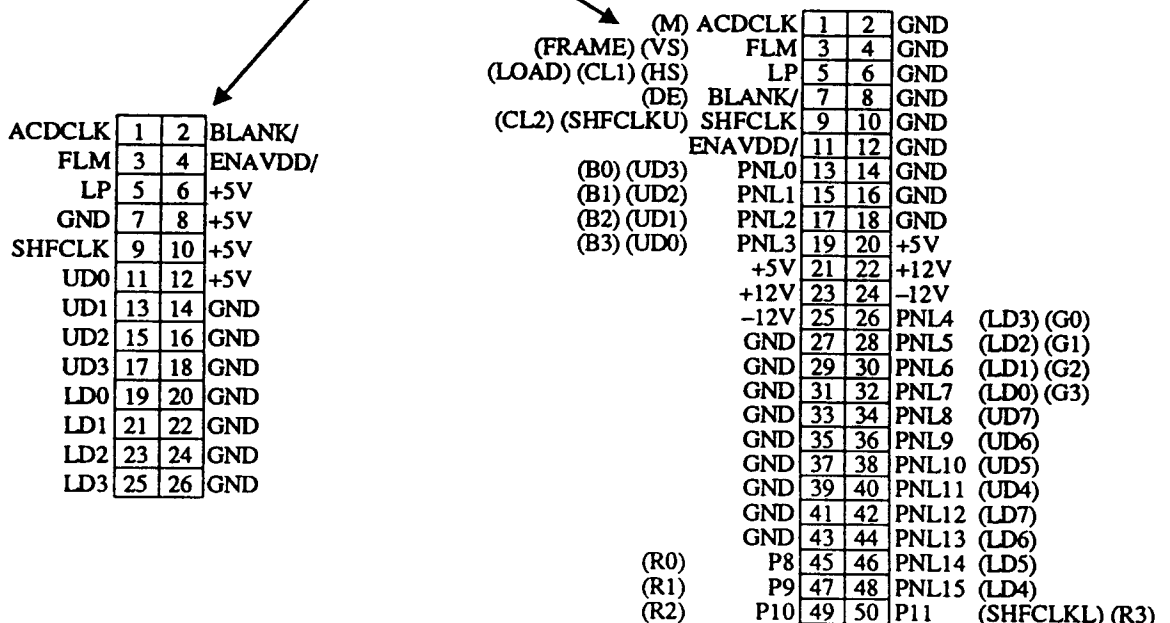 ACDCLK 1 2 BLANK/
FLM 3 4 ENAVDD/
LP 5 6 +5V
GND 7 8 +5V
SHFCLK 9 10 +5V
UD0 11 12 +5V
UD1 13 14 GND
UD2 15 16 GND
UD3 17 18 GND
LD0 19 20 GND
LD1 21 22 GND
LD2 23 24 GND
LD3 25 26 GND
(M) ACDCLK 1 2 GND
(FRAME) (VS) FLM 3 4 GND
(LOAD) (CL1) (HS) LP 5 6 GND
(DE) BLANK/ 7 8 GND
(CL2) (SHFCLKU) SHFCLK 9 10 GND
ENAVDD/ 11 12 GND
(B0) (UD3) PNL0 13 14 GND
(B1) (UD2) PNL1 15 16 GND
(B2) (UD1) PNL2 17 18 GND
(B3) (UD0) PNL3 19 20 +5V
+5V 21 22 +12V
+12V 23 24 –12V
–12V 25 26 PNL4 (LD3) (G0)
GND 27 28 PNL5 (LD2) (G1)
GND 29 30 PNL6 (LD1) (G2)
GND 31 32 PNL7 (LD0) (G3)
GND 33 34 PNL8 (UD7)
GND 35 36 PNL9 (UD6)
GND 37 38 PNL10 (UD5)
GND 39 40 PNL11 (UD4)
GND 41 42 PNL12 (LD7)
GND 43 44 PNL13 (LD6)
(R0) P8 45 46 PNL14 (LD5)
(R1) P9 47 48 PNL15 (LD4)
(R2) P10 49 50 P11 (SHFCLKL) (R3)